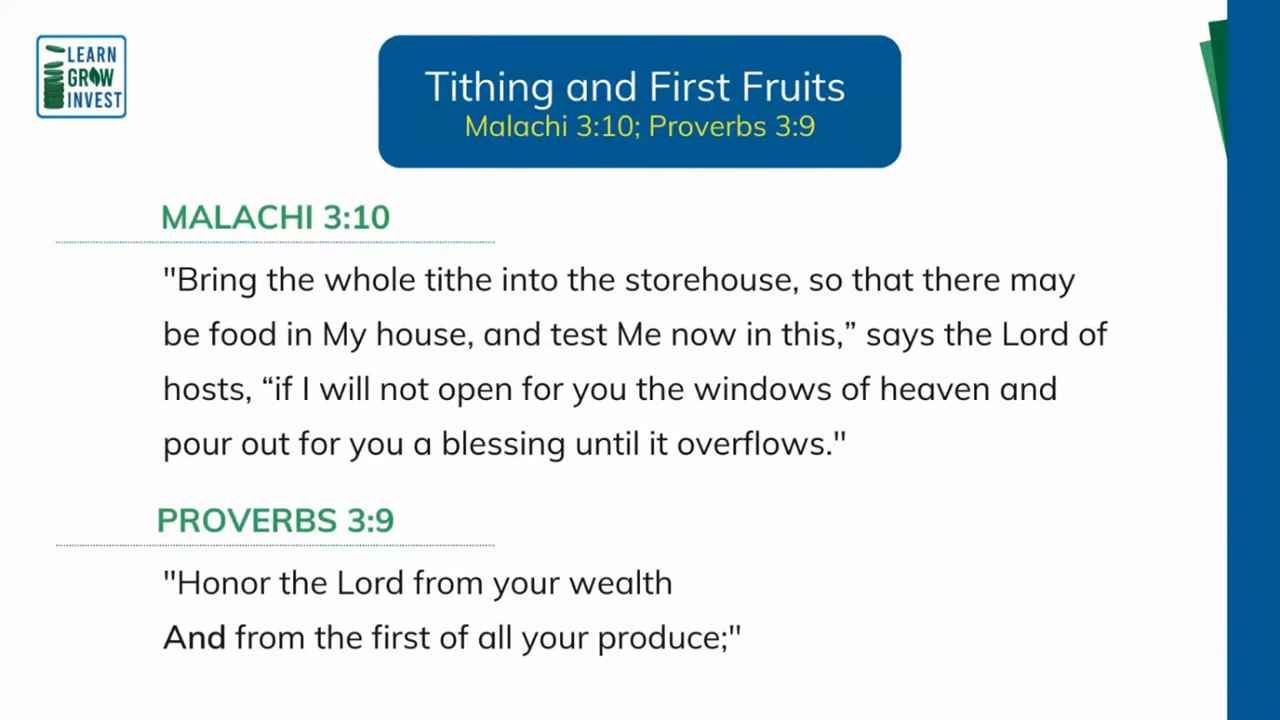 LEARN
GROW
INVEST
Tithing and First Fruits
Malachi 3:10; Proverbs 3:9
MALACHI 3:10
"Bring the whole tithe into the storehouse, so that there may
be food in My house, and test Me now in this,” says the Lord of
hosts, “if I will not open for you the windows of heaven and
pour out for you a blessing until it overflows."
PROVERBS 3:9
"Honor the Lord from your wealth
And from the first of all your produce;"